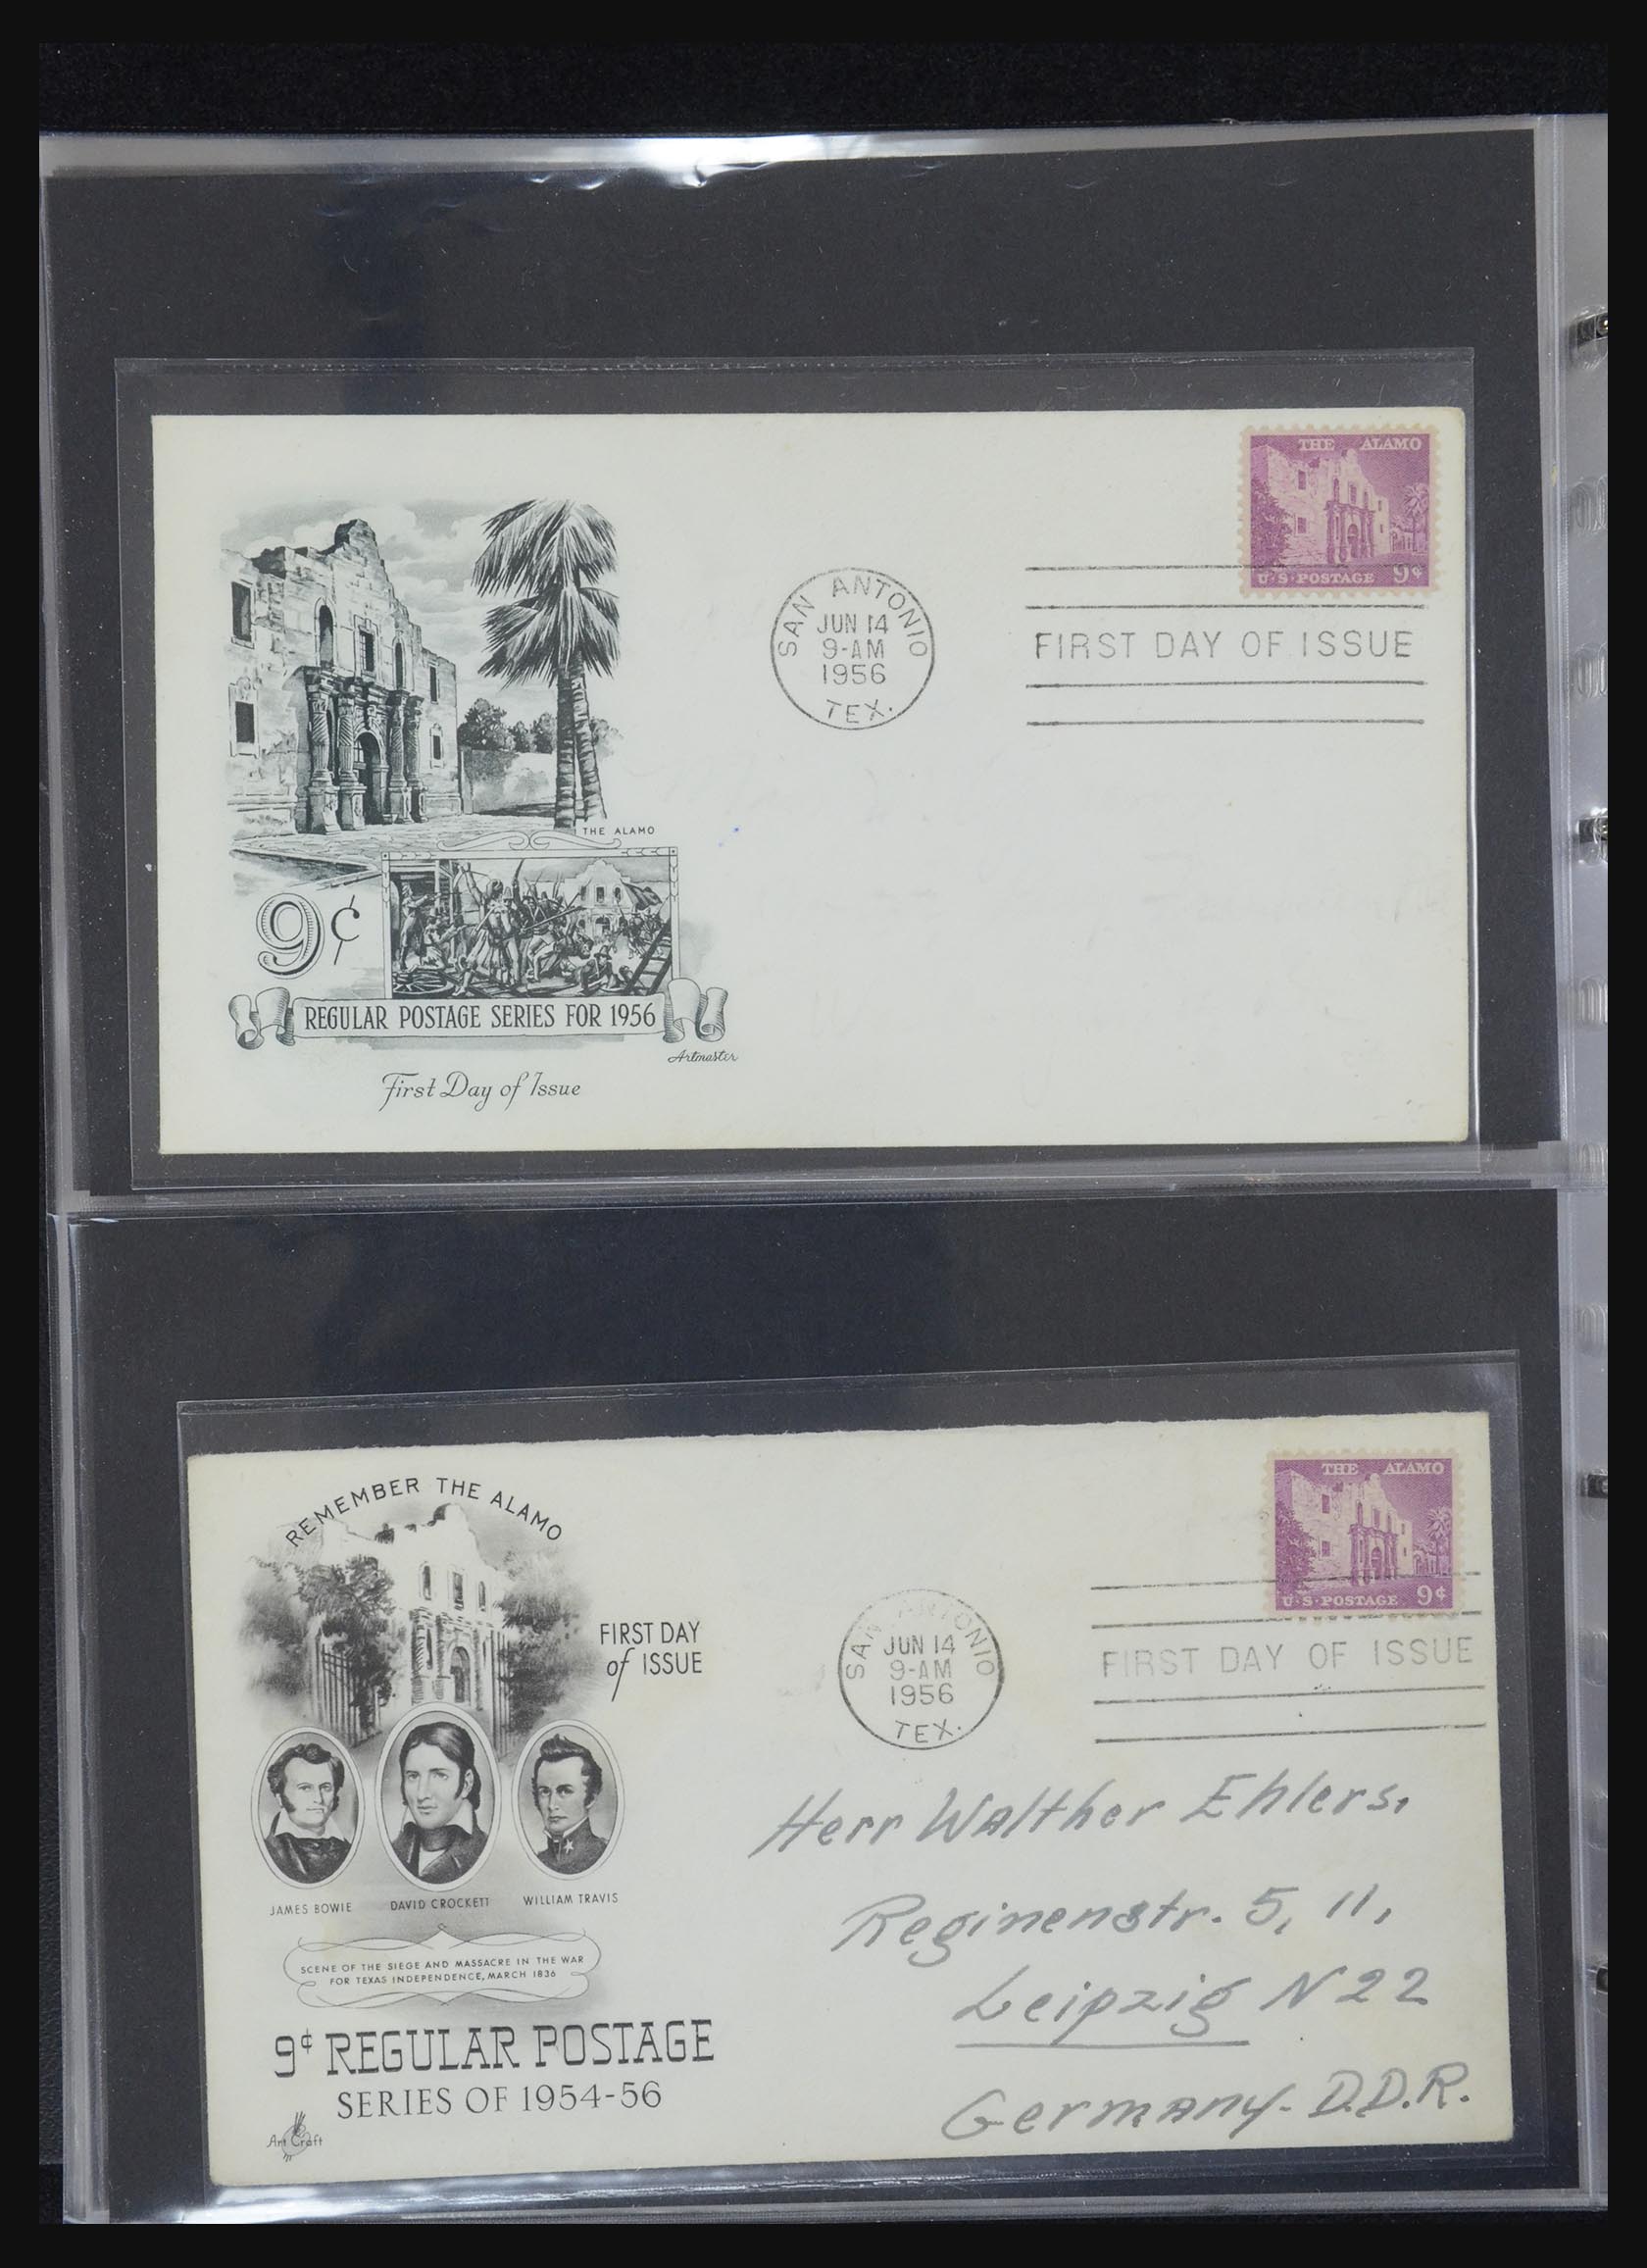 THE ALAMO
U·S·POSTAGE 9¢
SAN ANTONIO
JUN 14
9-AM
1956
TEX.
FIRST DAY OF ISSUE
THE ALAMO
9¢
REGULAR POSTAGE SERIES FOR 1956
Artmaster
First Day of Issue
REMEMBER THE ALAMO
THE ALAMO
U·S·POSTAGE 9¢
FIRST DAY
of ISSUE
SAN ANTONIO
JUN 14
9-AM
1956
TEX.
FIRST DAY OF ISSUE
JAMES BOWIE DAVID CROCKETT WILLIAM TRAVIS
SCENE OF THE SIEGE AND MASSACRE IN THE WAR
FOR TEXAS INDEPENDENCE, MARCH 1836
9¢ REGULAR POSTAGE
SERIES OF 1954-56
Art Craft
Herr Walther Ehlers,
Reginenstr. 5, 11,
Leipzig N 22
Germany - D.D.R.